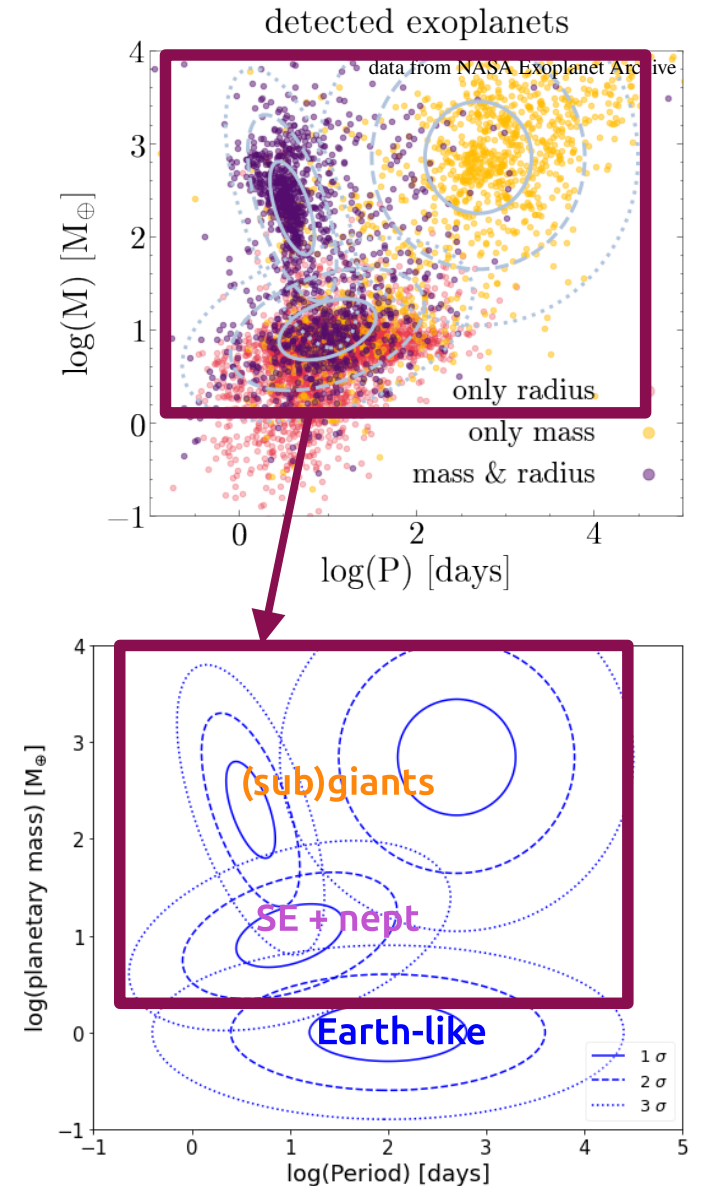 detected exoplanets
data from NASA Exoplanet Archive
4
3
2
1
0
−1
log(M) [M⊕]
only radius
only mass
mass & radius
0
2
4
log(P) [days]
4
3
2
1
0
−1
log(planetary mass) [M⊕]
(sub)giants
SE + nept
Earth-like
1 σ
2 σ
3 σ
−1
0
1
2
3
4
5
log(Period) [days]